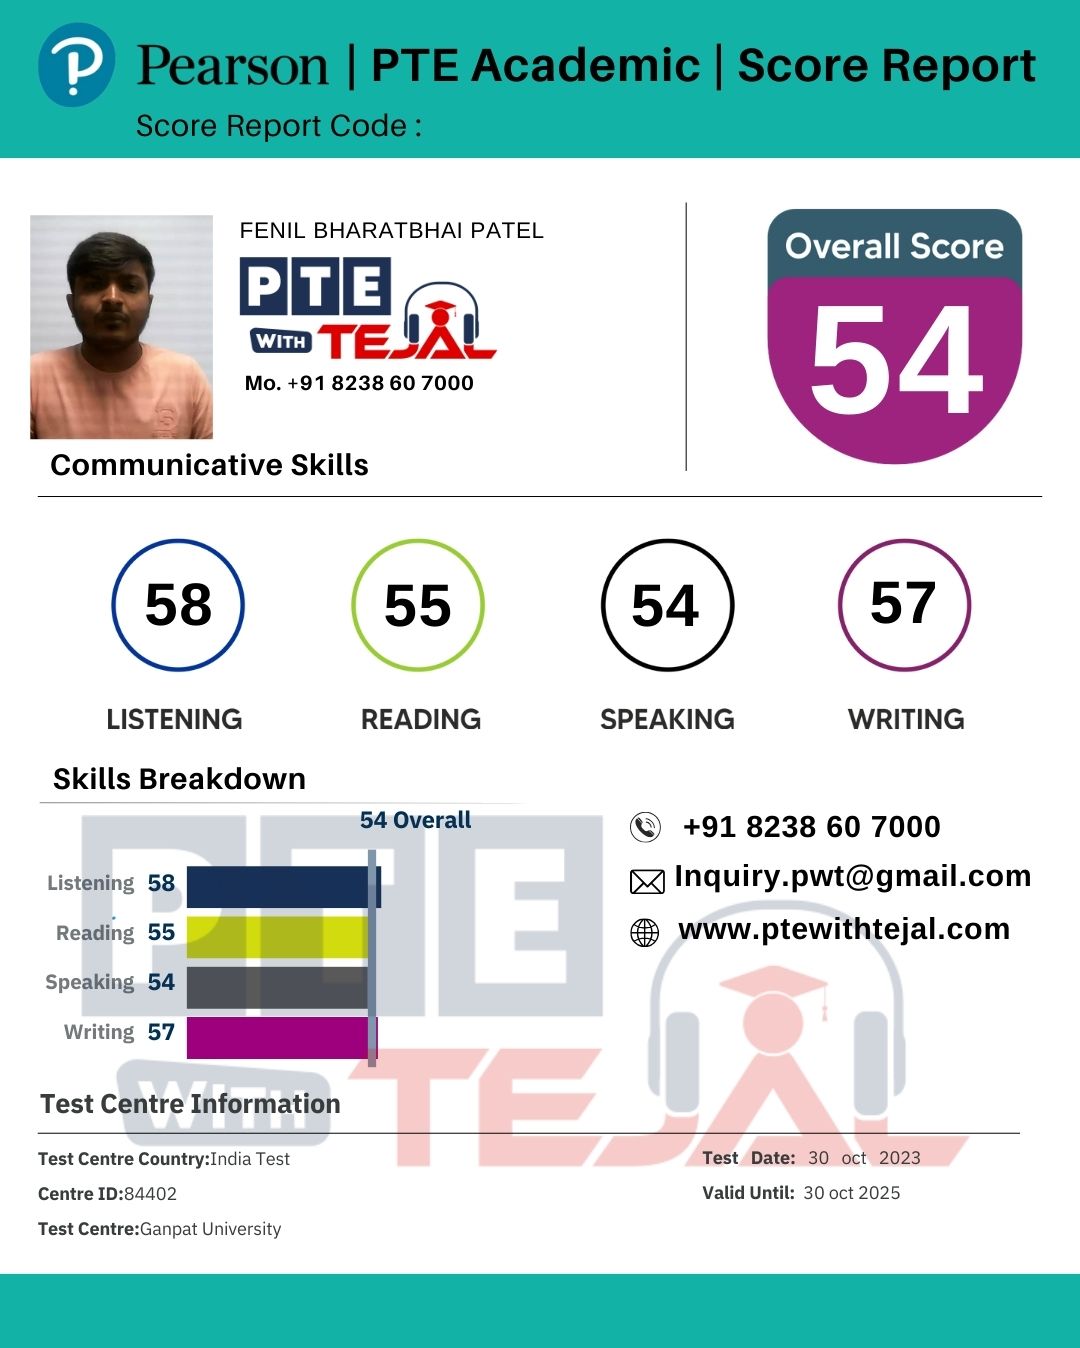 Pearson | PTE Academic | Score Report
Score Report Code :
FENIL BHARATBHAI PATEL
PTE
WITH TEJAL
Mo. +91 8238 60 7000
Overall Score
54
Communicative Skills
58 55 54 57
LISTENING READING SPEAKING WRITING
Skills Breakdown
54 Overall
Listening 58
Reading 55
Speaking 54
Writing 57
+91 8238 60 7000
Inquiry.pwt@gmail.com
www.ptewithtejal.com
PTE
WITH TEJAL
Test Centre Information
Test Centre Country:India Test
Centre ID:84402
Test Centre:Ganpat University
Test Date: 30 oct 2023
Valid Until: 30 oct 2025